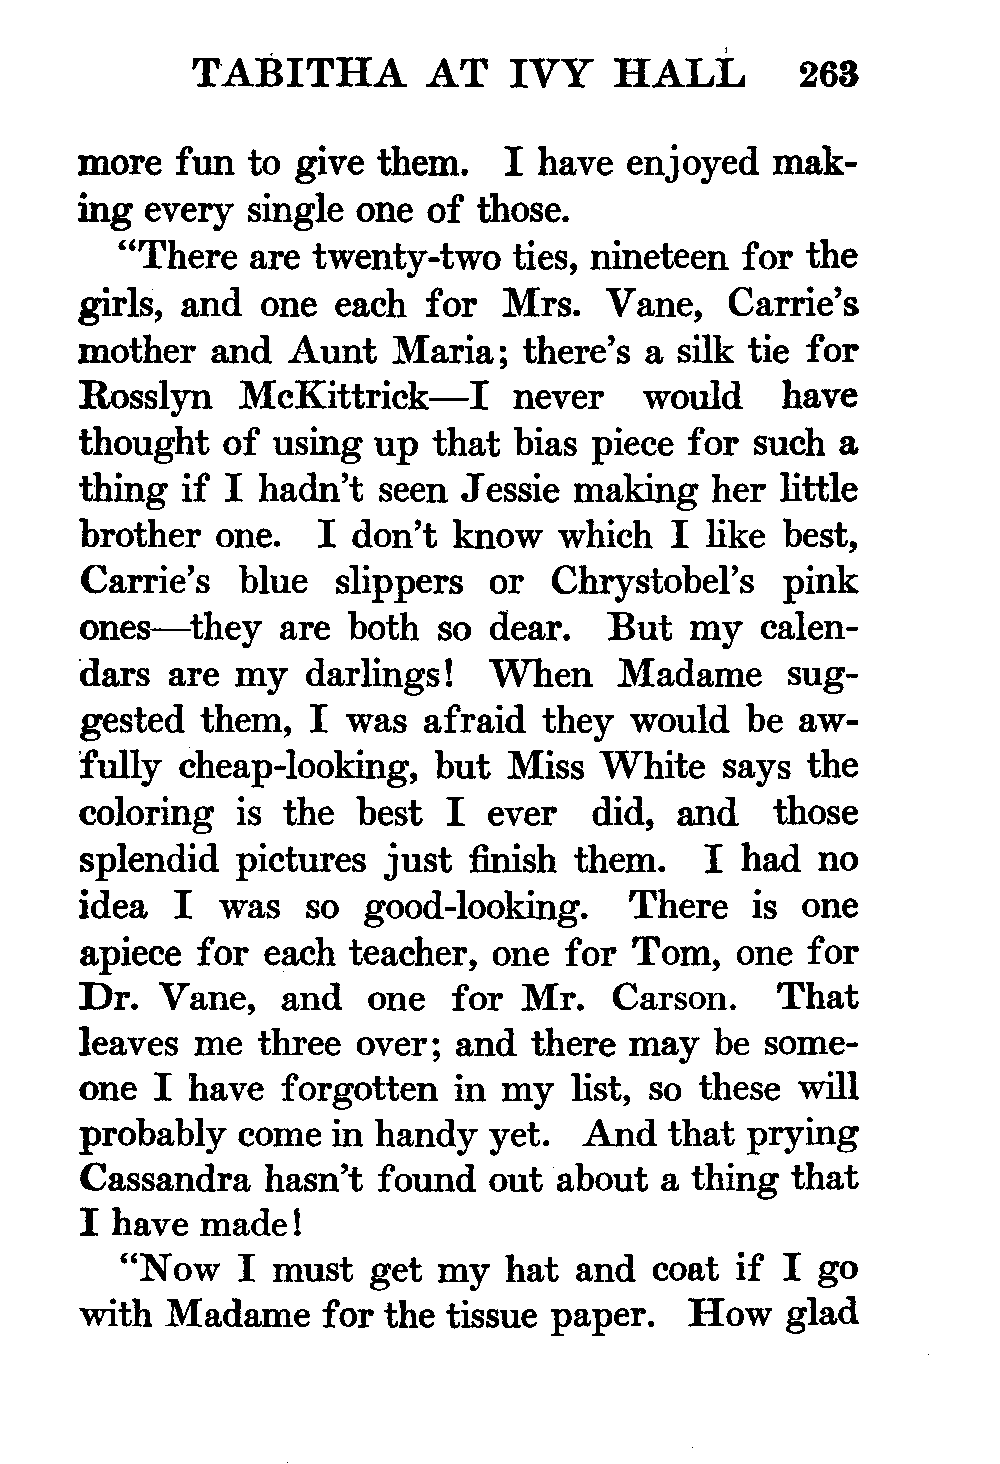 TABITHA AT IVY HALL 263
more fun to give them. I have enjoyed mak-
ing every single one of those.
“There are twenty-two ties, nineteen for the
girls, and one each for Mrs. Vane, Carrie’s
mother and Aunt Maria; there’s a silk tie for
Rosslyn McKittrick—I never would have
thought of using up that bias piece for such a
thing if I hadn’t seen Jessie making her little
brother one. I don’t know which I like best,
Carrie’s blue slippers or Chrystobel’s pink
ones—they are both so dear. But my calen-
dars are my darlings! When Madame sug-
gested them, I was afraid they would be aw-
fully cheap-looking, but Miss White says the
coloring is the best I ever did, and those
splendid pictures just finish them. I had no
idea I was so good-looking. There is one
apiece for each teacher, one for Tom, one for
Dr. Vane, and one for Mr. Carson. That
leaves me three over; and there may be some-
one I have forgotten in my list, so these will
probably come in handy yet. And that prying
Cassandra hasn’t found out about a thing that
I have made!
“Now I must get my hat and coat if I go
with Madame for the tissue paper. How glad